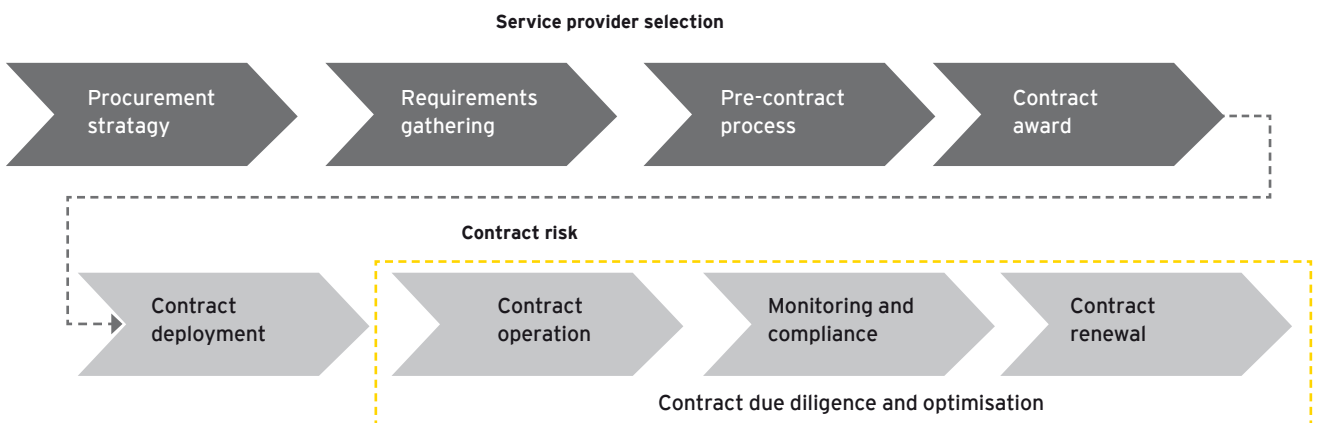 Service provider selection
Procurement
stratagy
Requirements
gathering
Pre-contract
process
Contract
award
Contract risk
Contract
deployment
Contract
operation
Monitoring and
compliance
Contract
renewal
Contract due diligence and optimisation